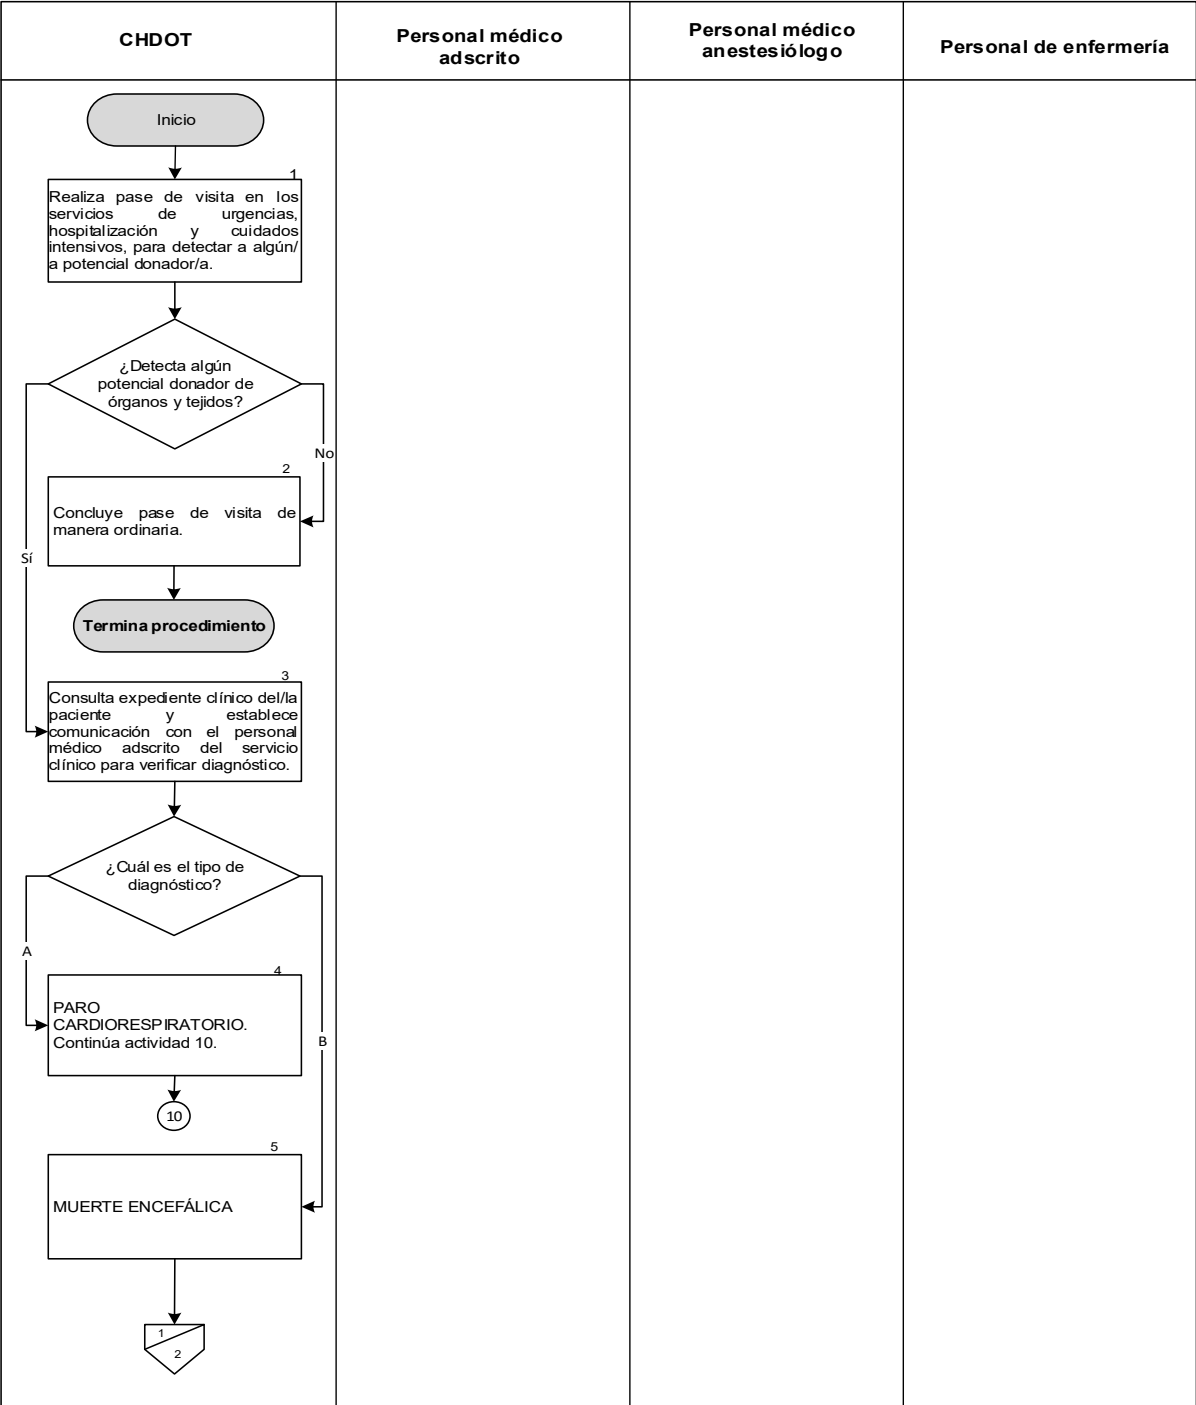 CHDOT
Personal médico
adscrito
Personal médico
anestesiólogo
Personal de enfermería
Inicio
1
Realiza pase de visita en los
servicios de urgencias,
hospitalización y cuidados
intensivos, para detectar a algún/
a potencial donador/a.
¿Detecta algún
potencial donador de
órganos y tejidos?
No
2
Concluye pase de visita de
manera ordinaria.
Sí
Termina procedimiento
3
Consulta expediente clínico del/la
paciente y establece
comunicación con el personal
médico adscrito del servicio
clínico para verificar diagnóstico.
¿Cuál es el tipo de
diagnóstico?
A
4
PARO
CARDIORESPIRATORIO.
Continúa actividad 10.
B
10
5
MUERTE ENCEFÁLICA
1
2